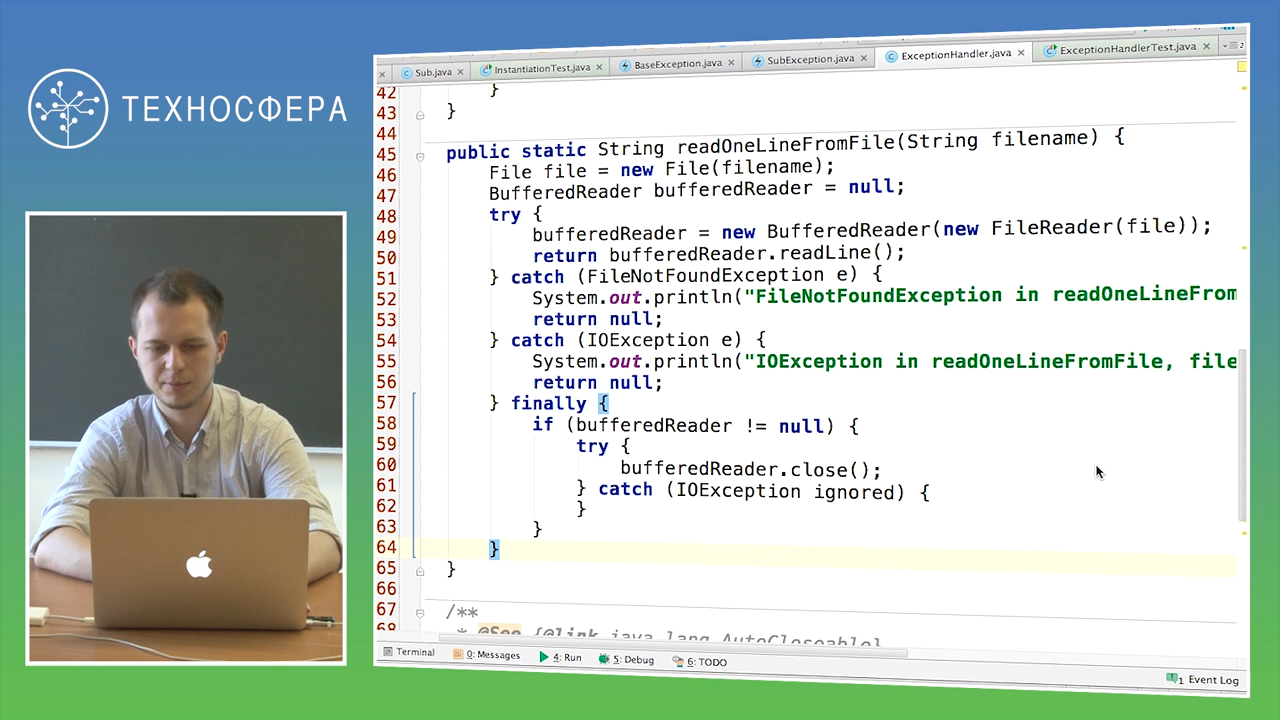 ТЕХНОСФЕРА
Sub.java
InstantiationTest.java
BaseException.java
SubException.java
ExceptionHandler.java
ExceptionHandlerTest.java
42 }
43 }
44
45 public static String readOneLineFromFile(String filename) {
46 File file = new File(filename);
47 BufferedReader bufferedReader = null;
48 try {
49 bufferedReader = new BufferedReader(new FileReader(file));
50 return bufferedReader.readLine();
51 } catch (FileNotFoundException e) {
52 System.out.println("FileNotFoundException in readOneLineFrom
53 return null;
54 } catch (IOException e) {
55 System.out.println("IOException in readOneLineFromFile, file
56 return null;
57 } finally {
58 if (bufferedReader != null) {
59 try {
60 bufferedReader.close();
61 } catch (IOException ignored) {
62 }
63 }
64 }
65 }
66
67 /**
68 * @See {@link java.lang.AutoCloseable}
Terminal
0: Messages
4: Run
5: Debug
6: TODO
1 Event Log